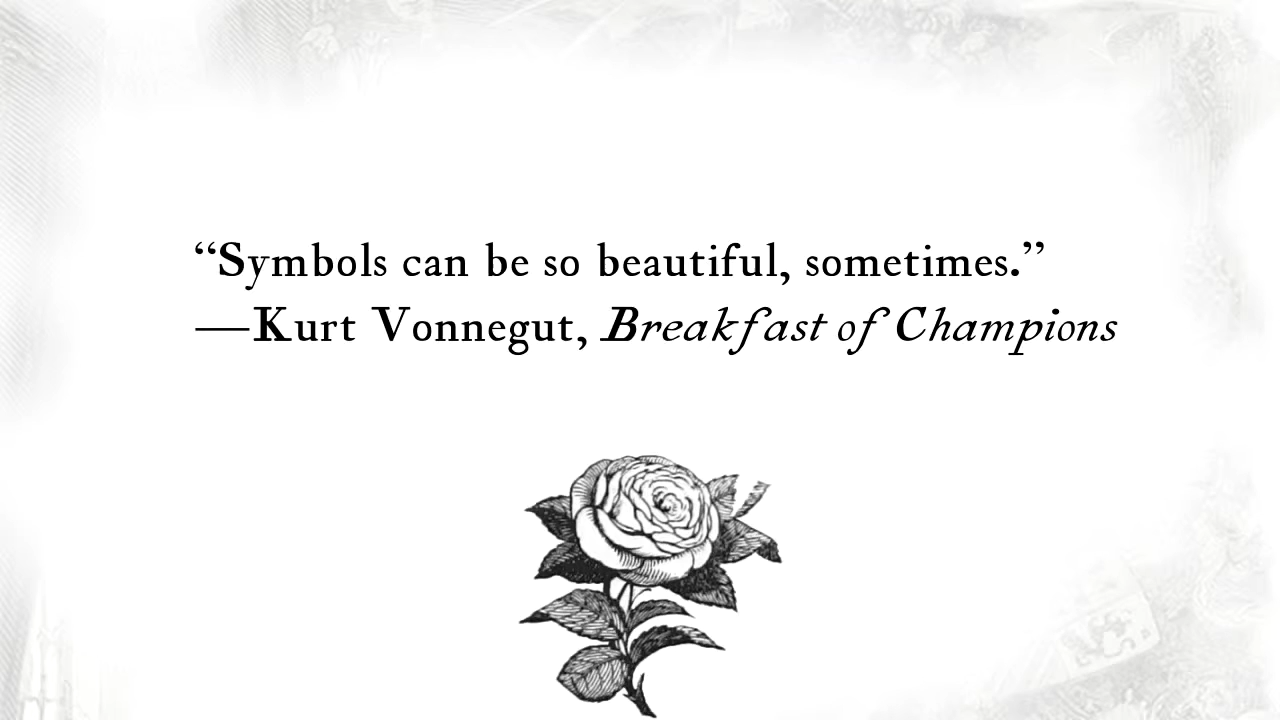 “Symbols can be so beautiful, sometimes.”
—Kurt Vonnegut, Breakfast of Champions